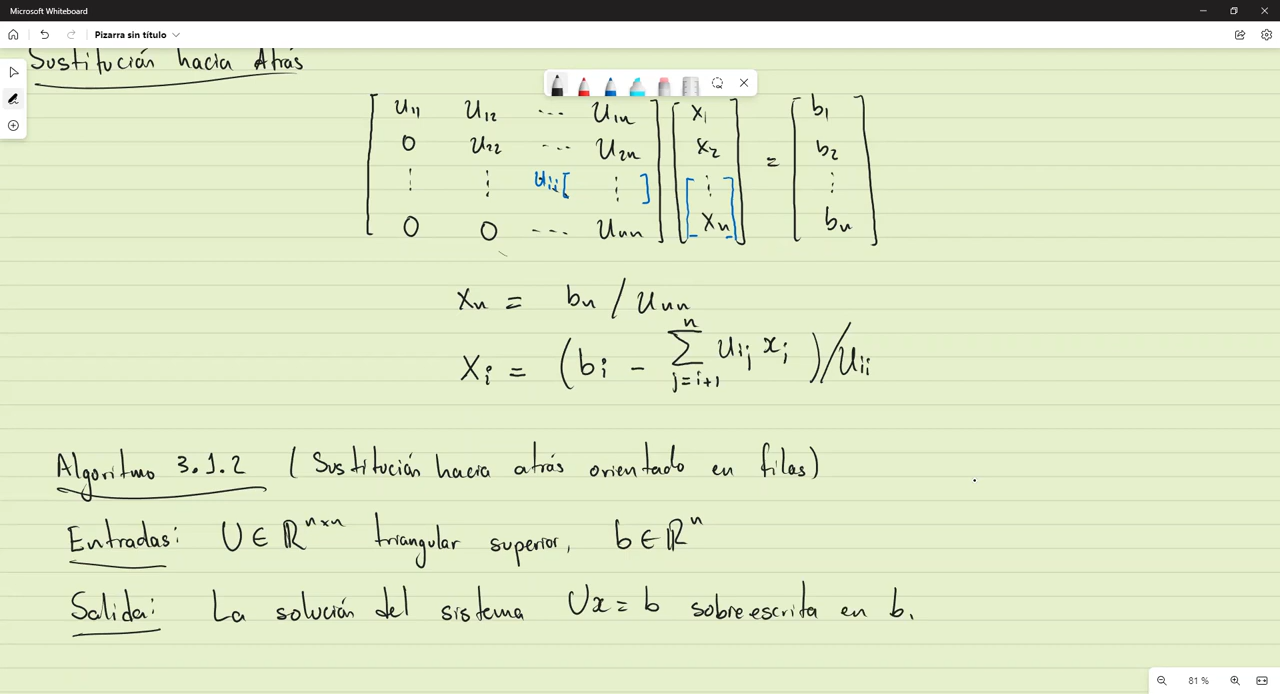 Microsoft Whiteboard
Pizarra sin título
Sustitución hacia Atrás
[ u₁₁ u₁₂ ... u₁ₙ ] [ x₁ ] [ b₁ ]
[ 0 u₂₂ ... u₂ₙ ] [ x₂ ] = [ b₂ ]
[ ⋮ ⋮ uᵢᵢ [ ⋮ ] ] [ ⋮ ] [ ⋮ ]
[ 0 0 ... uₙₙ ] [ xₙ ] [ bₙ ]
xₙ = bₙ / uₙₙ
xᵢ = (bᵢ - ∑_{j=i+1}^{n} uᵢⱼ xⱼ) / uᵢᵢ
Algoritmo 3.1.2 (Sustitución hacia atrás orientado en filas)
Entradas: U ∈ ℝⁿˣⁿ triangular superior, b ∈ ℝⁿ
Salida: La solución del sistema Ux = b sobreescrita en b.
81 %